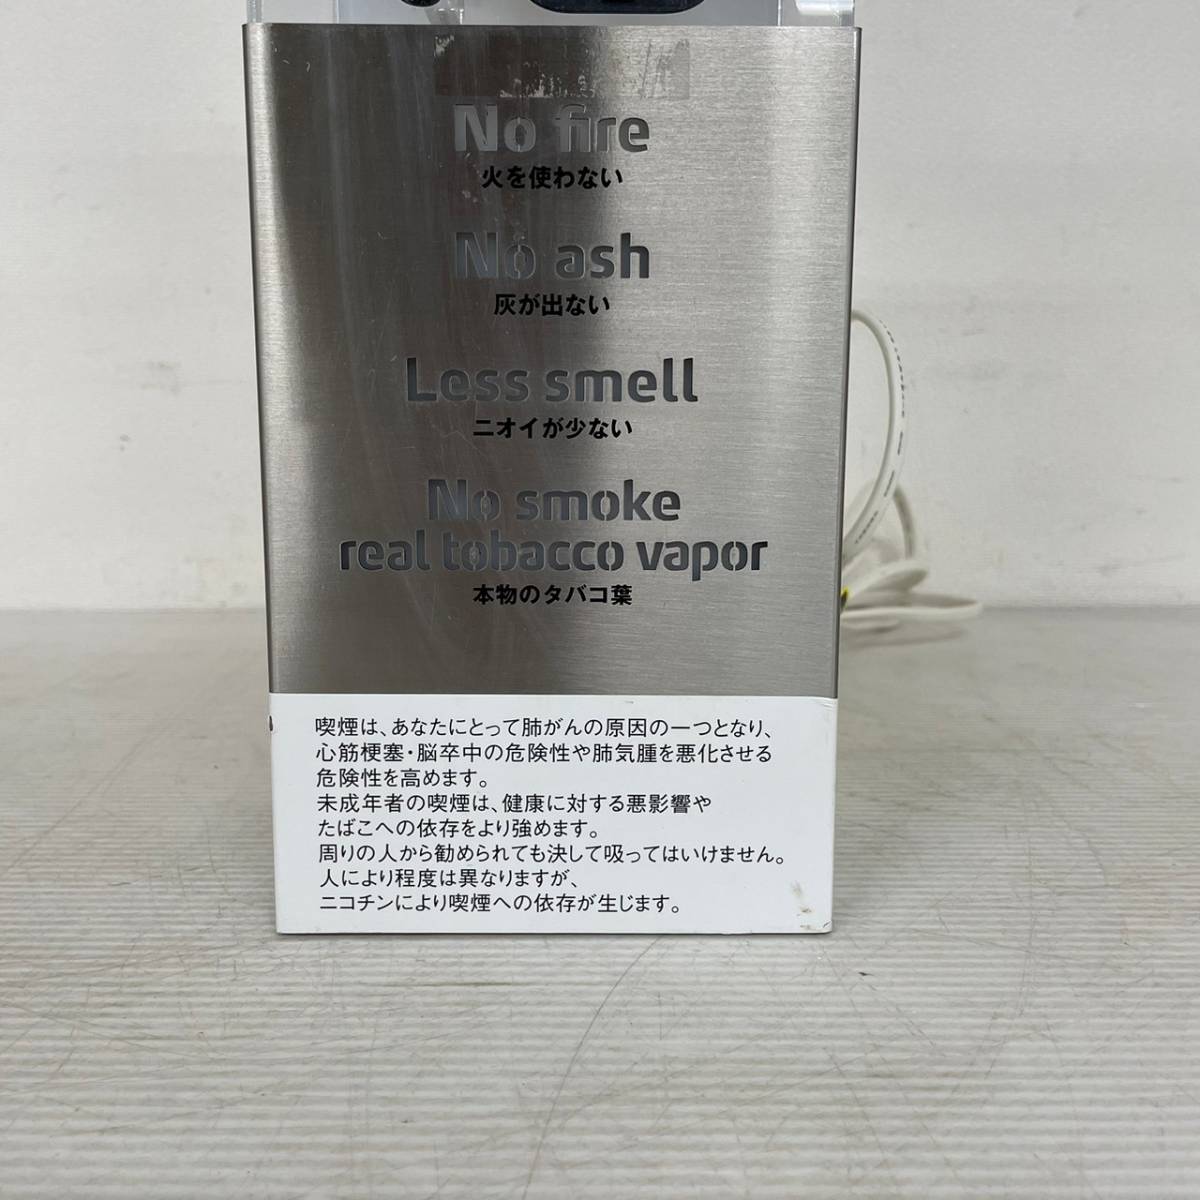 No fire
火を使わない
No ash
灰が出ない
Less smell
ニオイが少ない
No smoke
real tobacco vapor
本物のタバコ葉
喫煙は、あなたにとって肺がんの原因の一つとなり、
心筋梗塞・脳卒中の危険性や肺気腫を悪化させる
危険性を高めます。
未成年者の喫煙は、健康に対する悪影響や
たばこへの依存をより強めます。
周りの人から勧められても決して吸ってはいけません。
人により程度は異なりますが、
ニコチンにより喫煙への依存が生じます。